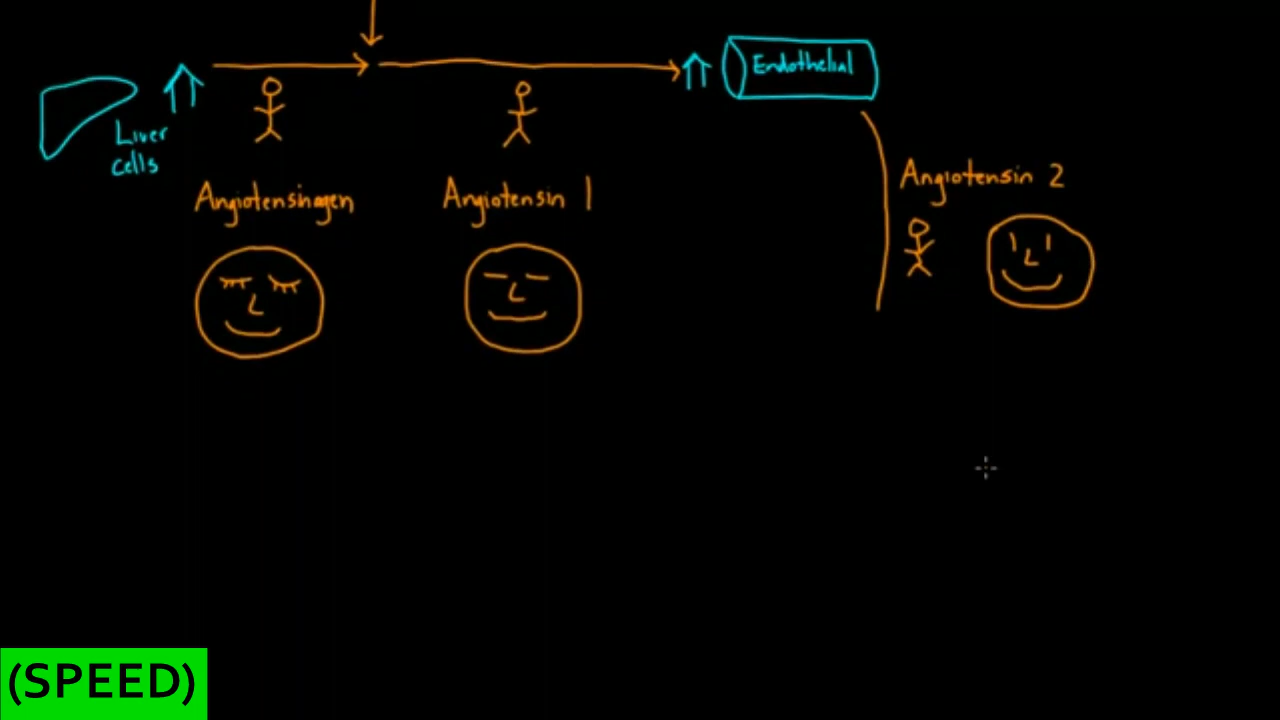 Endothelial
Liver
cells
Angiotensinogen
Angiotensin 1
Angiotensin 2
(SPEED)